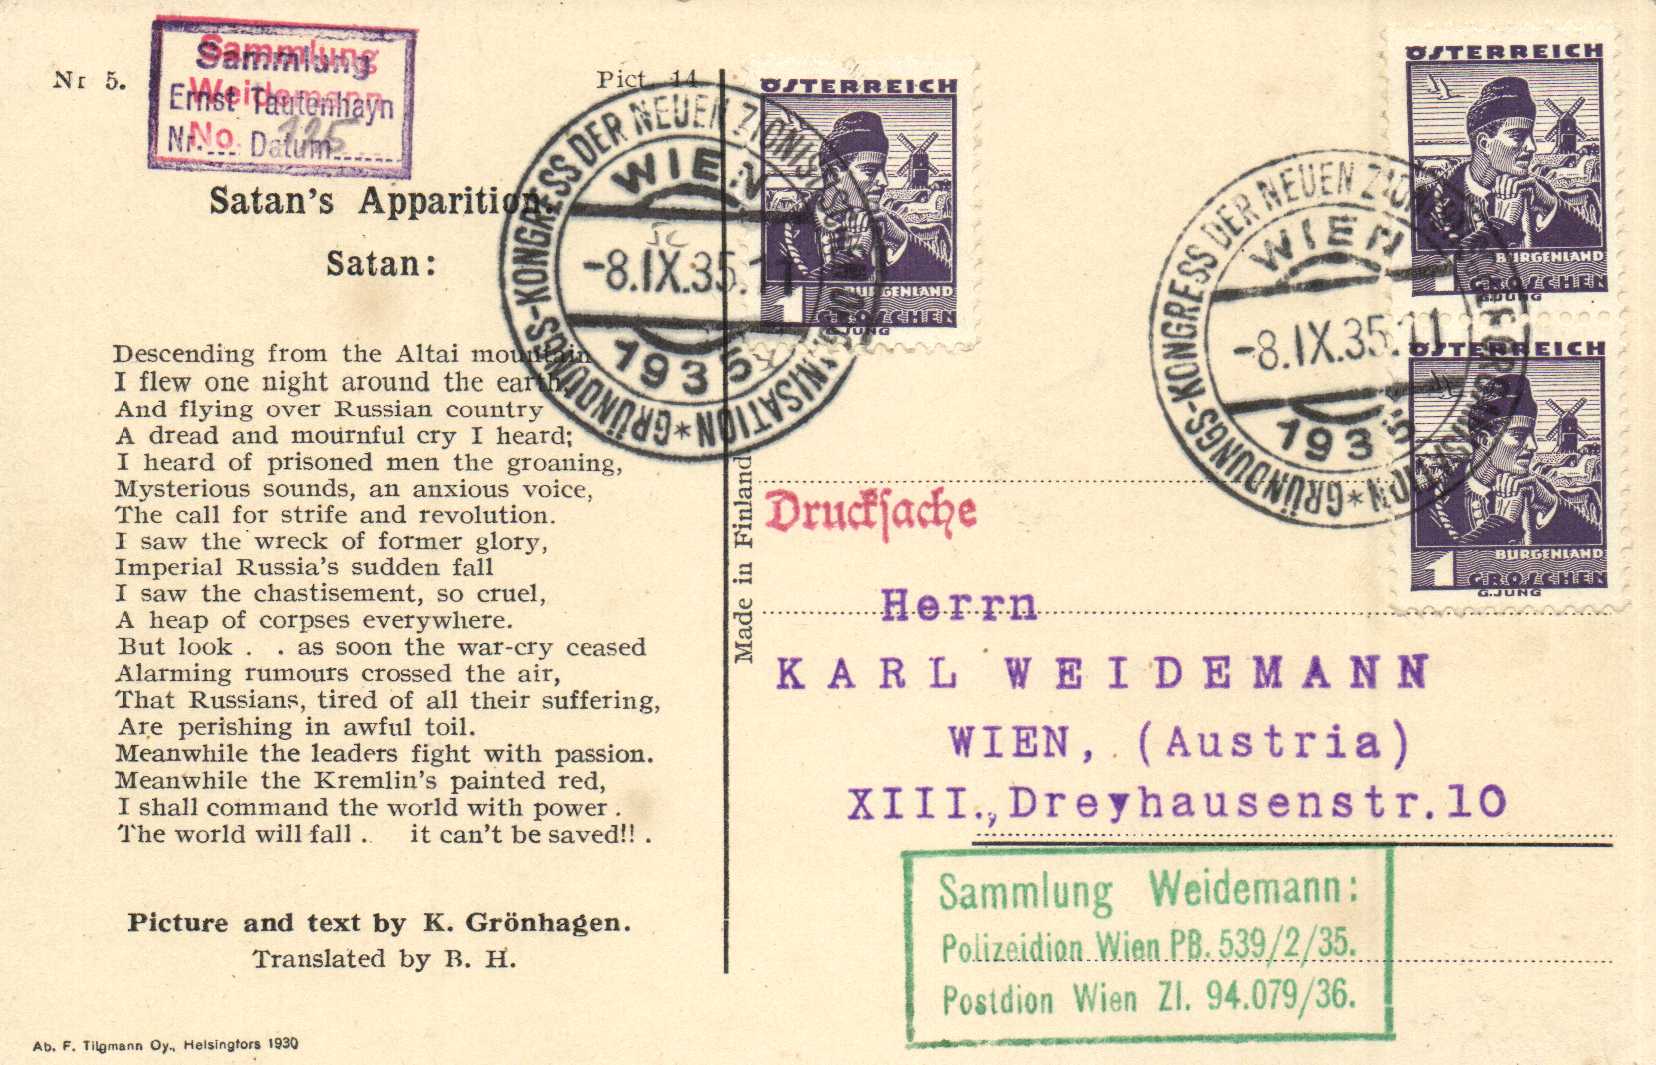 Nr 5.
Sammlung
Weidemann
No. 125
Sammlung
Ernst Tautenhayn
Nr..... Datum.......
Pict. 14
Satan's Apparition.
Satan:
Descending from the Altai mountain
I flew one night around the earth.
And flying over Russian country
A dread and mournful cry I heard;
I heard of prisoned men the groaning,
Mysterious sounds, an anxious voice,
The call for strife and revolution.
I saw the wreck of former glory,
Imperial Russia's sudden fall
I saw the chastisement, so cruel,
A heap of corpses everywhere.
But look . . as soon the war-cry ceased
Alarming rumours crossed the air,
That Russians, tired of all their suffering,
Are perishing in awful toil.
Meanwhile the leaders fight with passion.
Meanwhile the Kremlin's painted red,
I shall command the world with power .
The world will fall . it can't be saved!! .
Picture and text by K. Grönhagen.
Translated by B. H.
Ab. F. Tilgmann Oy., Helsingfors 1930
Made in Finland
GRÜNDUNGS-KONGRESS DER NEUEN ZIONISTISCHEN ORGANISATION *
WIEN
-8.IX.35.11
1935
ÖSTERREICH
BURGENLAND
1 GROSCHEN
G.JUNG
GRÜNDUNGS-KONGRESS DER NEUEN ZIONISTISCHEN ORGANISATION *
WIEN
-8.IX.35.11
1935
ÖSTERREICH
BURGENLAND
1 GROSCHEN
G.JUNG
ÖSTERREICH
BURGENLAND
1 GROSCHEN
G.JUNG
Drucksache
Herrn
KARL WEIDEMANN
WIEN, (Austria)
XIII., Dreyhausenstr.10
Sammlung Weidemann:
Polizeidion Wien PB. 539/2/35.
Postdion Wien Zl. 94.079/36.